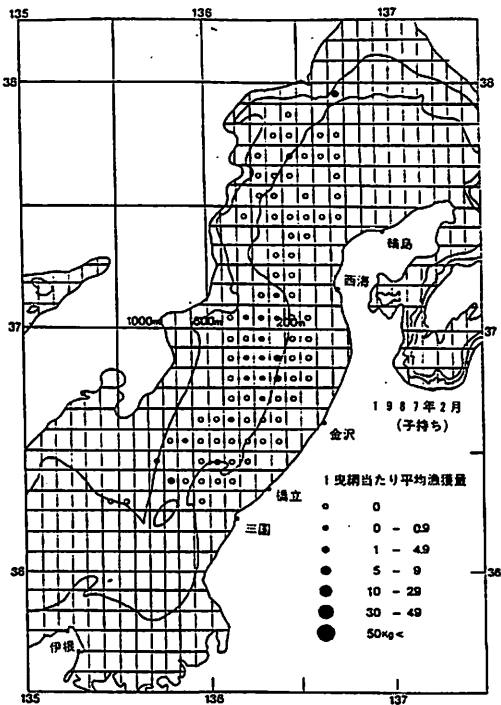 135
136
137
38
38
輪島
西海
1000m
500m
200m
37
37
1987年2月
(子持ち)
金沢
1曳網当たり平均漁獲量
橋立
0
0 - 0.9
三国
1 - 4.9
5 - 9
36
36
10 - 29
30 - 49
50Kg<
伊根
135
136
137